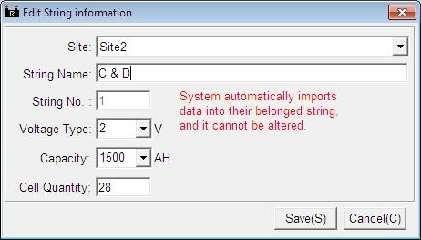 Edit String information
Site: Site2
String Name: C & D
String No. : 1
System automatically imports
data into their belonged string,
and it cannot be altered.
Voltage Type: 2 V
Capacity: 1500 AH
Cell Quantity: 28
Save(S) Cancel(C)